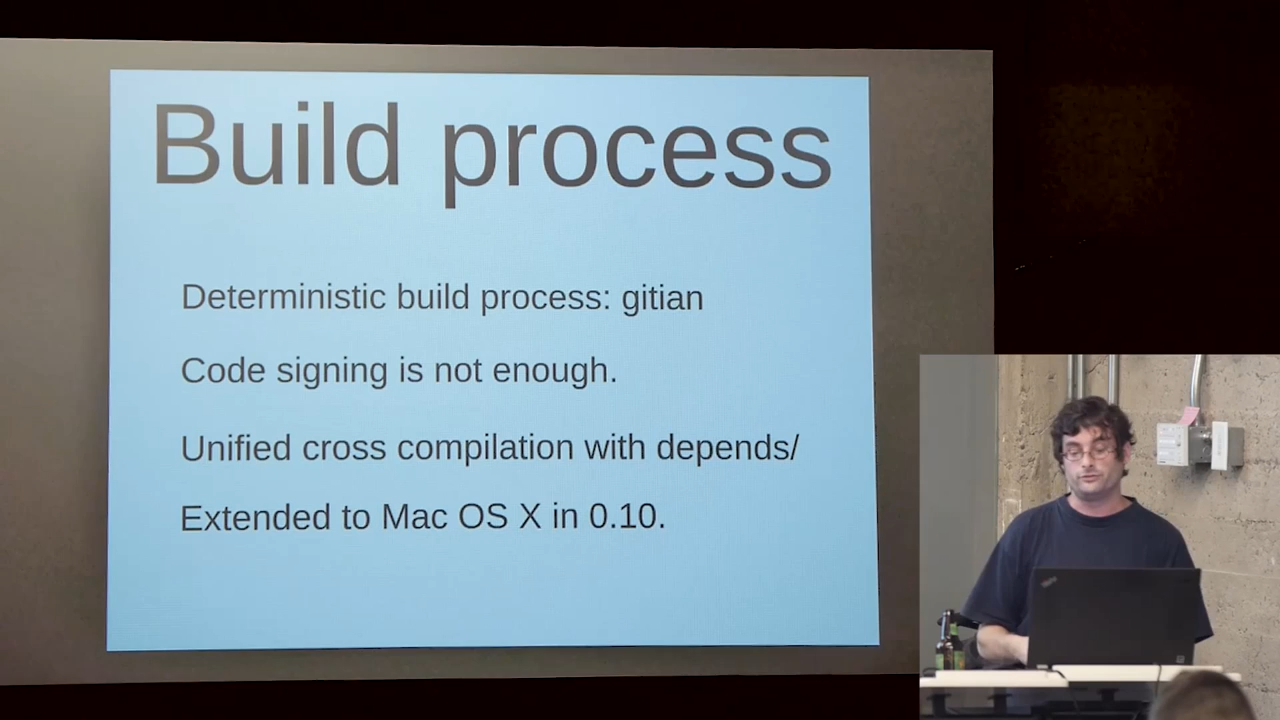 Build process
Deterministic build process: gitian
Code signing is not enough.
Unified cross compilation with depends/
Extended to Mac OS X in 0.10.